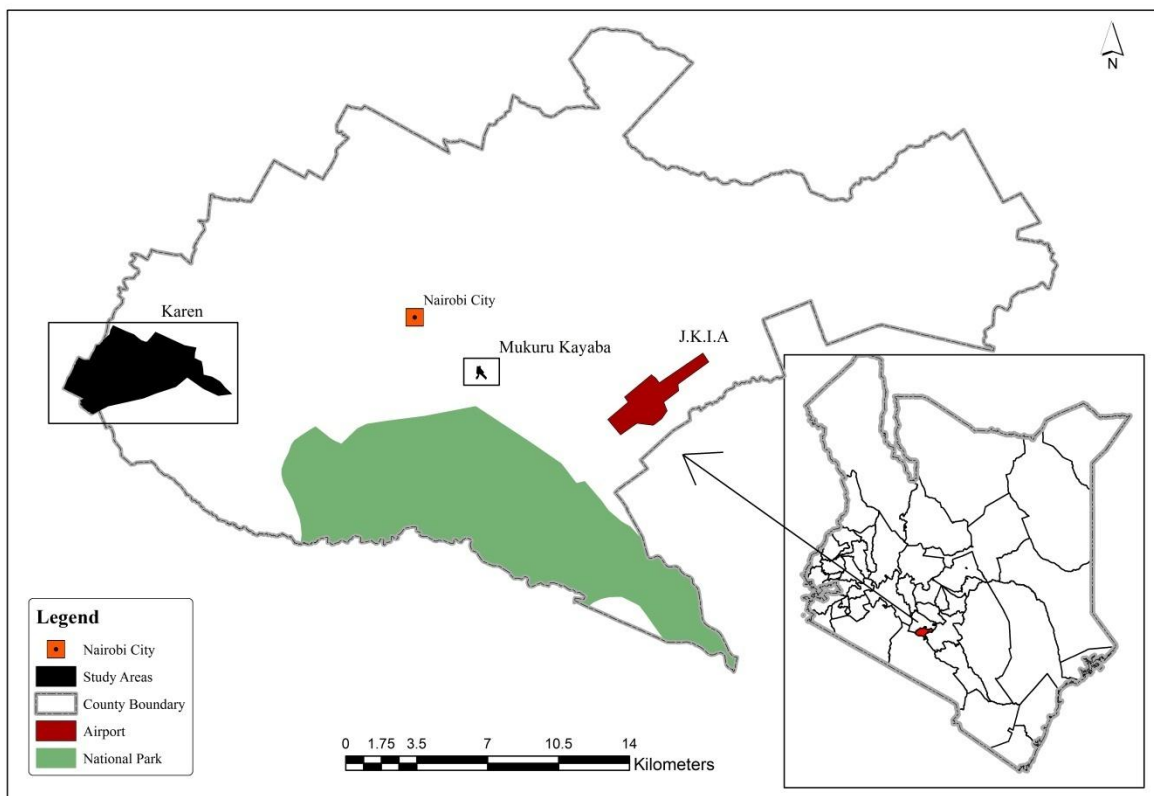 N
Karen
Nairobi City
Mukuru Kayaba
J.K.I.A
Legend
Nairobi City
Study Areas
County Boundary
Airport
National Park
0 1.75 3.5 7 10.5 14
Kilometers